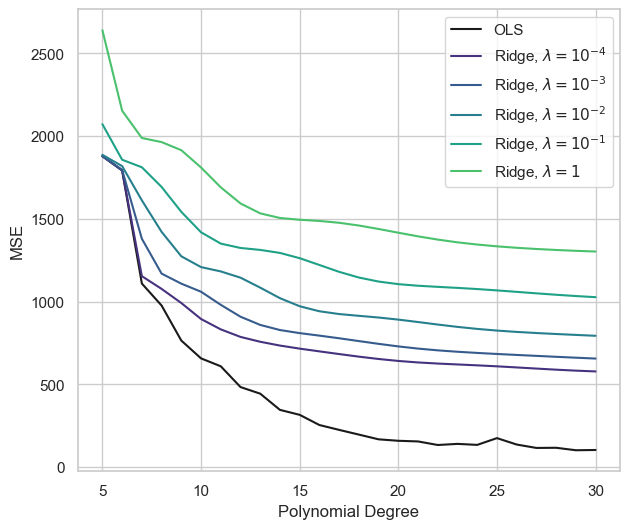 OLS
Ridge, λ = 10⁻⁴
Ridge, λ = 10⁻³
Ridge, λ = 10⁻²
Ridge, λ = 10⁻¹
Ridge, λ = 1
2500
2000
1500
1000
500
0
MSE
5 10 15 20 25 30
Polynomial Degree